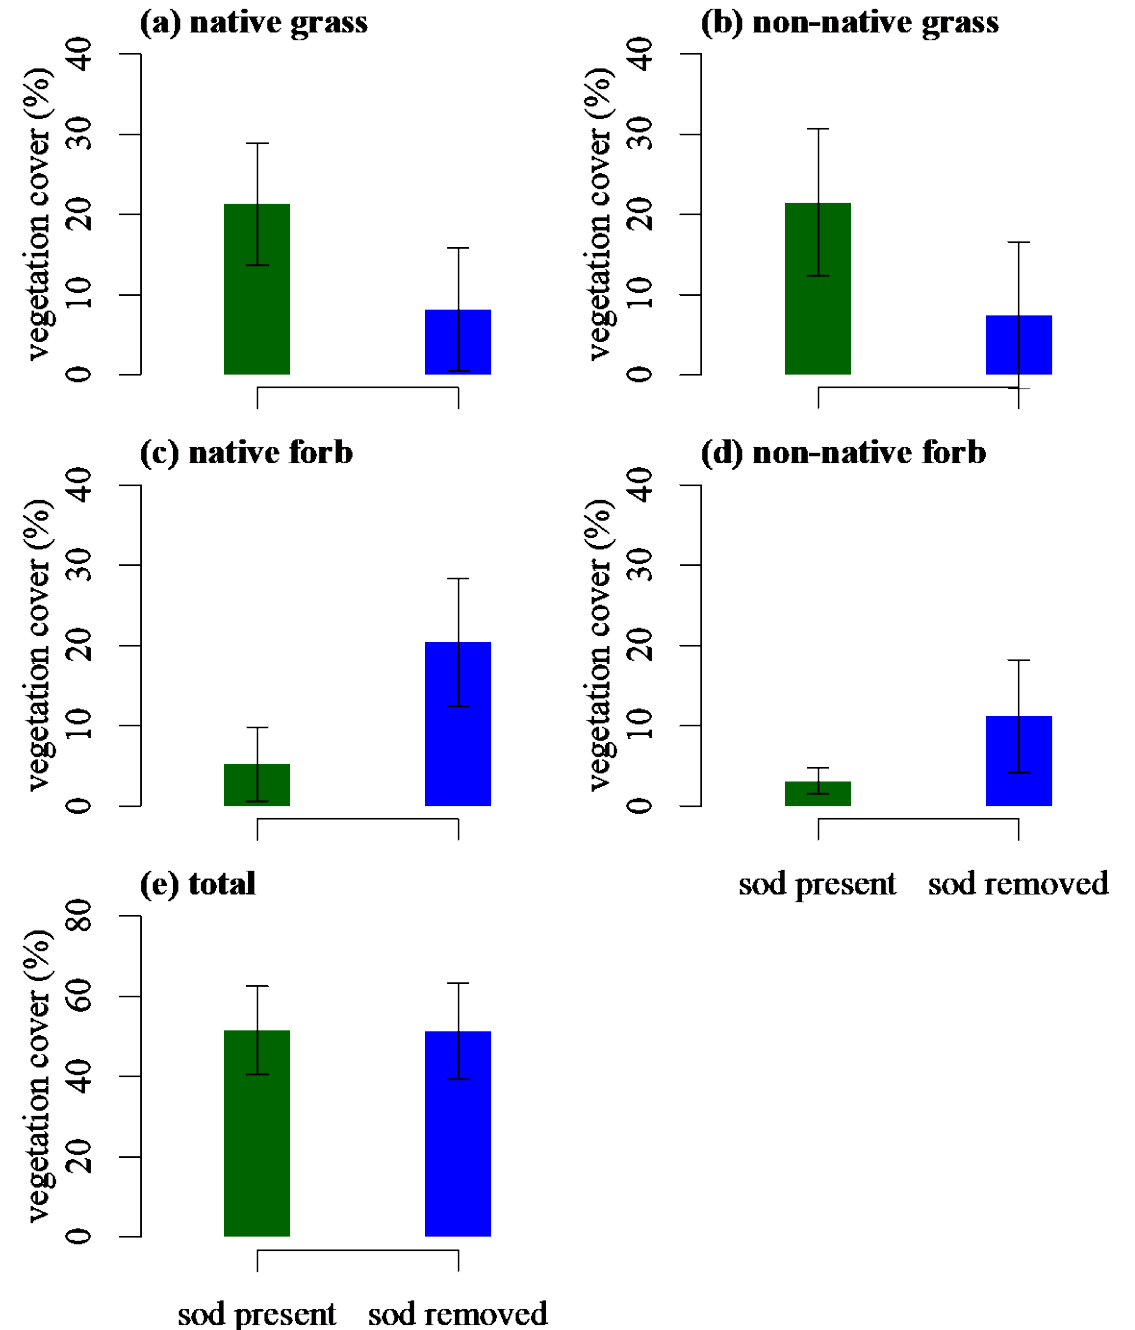 (a) native grass
vegetation cover (%)
40
30
20
10
0
(b) non-native grass
vegetation cover (%)
40
30
20
10
0
(c) native forb
vegetation cover (%)
40
30
20
10
0
(d) non-native forb
vegetation cover (%)
40
30
20
10
0
sod present sod removed
(e) total
vegetation cover (%)
80
60
40
20
0
sod present sod removed